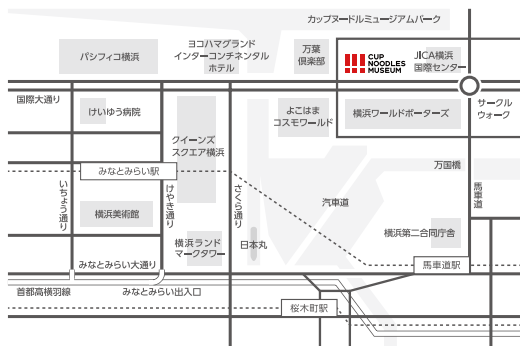 カップヌードルミュージアムパーク
パシフィコ横浜
ヨコハマグランド
インターコンチネンタル
ホテル
万葉
倶楽部
CUP
NOODLES
MUSEUM
JICA横浜
国際センター
国際大通り
けいゆう病院
クイーンズ
スクエア横浜
よこはま
コスモワールド
横浜ワールドポーターズ
サークル
ウォーク
みなとみらい駅
万国橋
いちょう通り
けやき通り
さくら通り
汽車道
馬車道
横浜美術館
横浜ランド
マークタワー
日本丸
横浜第二合同庁舎
みなとみらい大通り
馬車道駅
首都高横羽線
みなとみらい出入口
桜木町駅